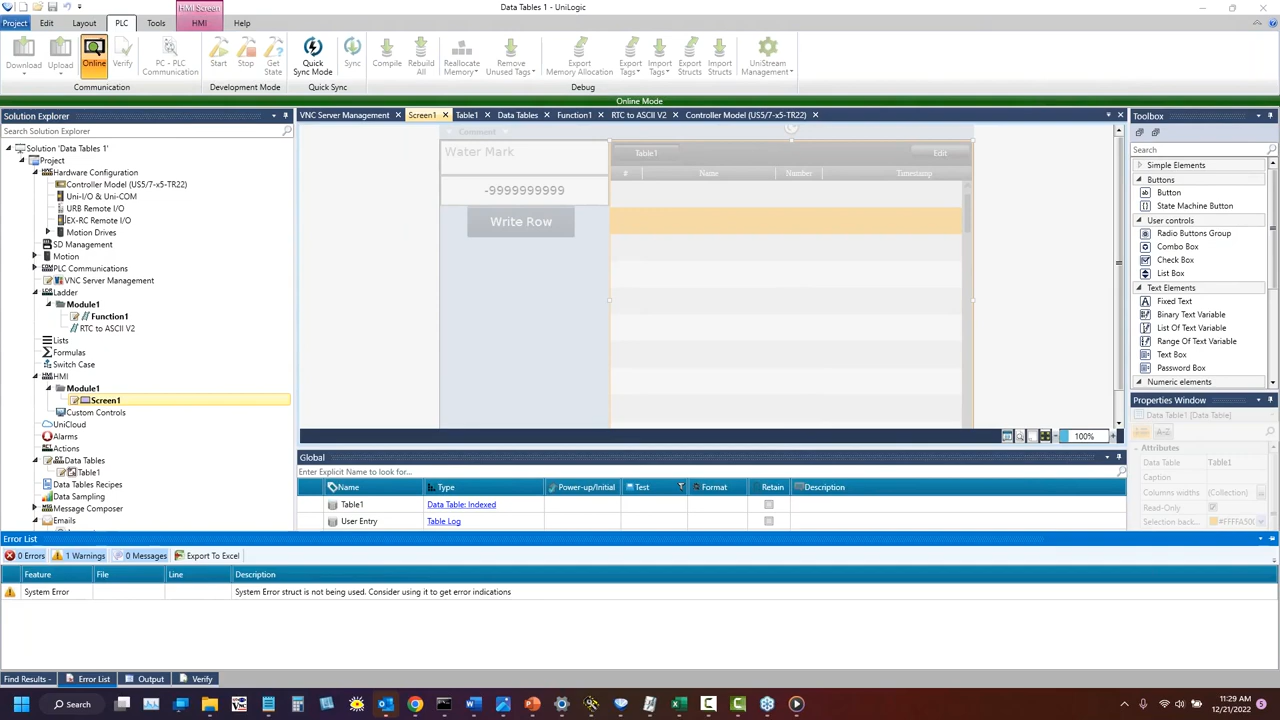 HMI Screen
Data Tables 1 - UniLogic
Project Edit Layout PLC Tools HMI Help
Download Upload Online Verify PC - PLC Communication Start Stop Get State Quick Sync Mode Sync Compile Rebuild All Reallocate Memory Remove Unused Tags Export Memory Allocation Export Tags Import Tags Export Structs Import Structs UniStream Management
Communication Development Mode Quick Sync Debug
Online Mode
Solution Explorer
Search Solution Explorer
Solution 'Data Tables 1'
Project
Hardware Configuration
Controller Model (US5/7-x5-TR22)
Uni-I/O & Uni-COM
URB Remote I/O
EX-RC Remote I/O
Motion Drives
SD Management
Motion
PLC Communications
VNC Server Management
Ladder
Module1
Function1
RTC to ASCII V2
Lists
Formulas
Switch Case
HMI
Module1
Screen1
Custom Controls
UniCloud
Alarms
Actions
Data Tables
Table1
Data Tables Recipes
Data Sampling
Message Composer
Emails
VNC Server Management Screen1 Table1 Data Tables Function1 RTC to ASCII V2 Controller Model (US5/7-x5-TR22)
Comment
Water Mark
-9999999999
Write Row
Table1 Edit
# Name Number Timestamp
100%
Global
Enter Explicit Name to look for...
Name Type Power-up/Initial Test Format Retain Description
Table1 Data Table: Indexed
User Entry Table Log
Toolbox
Search
Simple Elements
Buttons
Button
State Machine Button
User controls
Radio Buttons Group
Combo Box
Check Box
List Box
Text Elements
Fixed Text
Binary Text Variable
List Of Text Variable
Range Of Text Variable
Text Box
Password Box
Numeric elements
Properties Window
Data Table1 (Data Table)
Attributes
Data Table Table1
Caption
Columns widths (Collection)
Read-Only
Selection back... #FFFFA500
Error List
0 Errors 1 Warnings 0 Messages Export To Excel
Feature File Line Description
System Error System Error struct is not being used. Consider using it to get error indications
Find Results - Error List Output Verify
Search
11:29 AM
12/21/2022